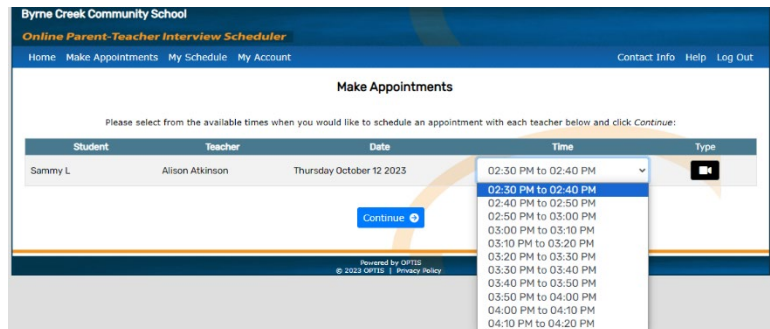 Byrne Creek Community School
Online Parent-Teacher Interview Scheduler
Home Make Appointments My Schedule My Account Contact Info Help Log Out
Make Appointments
Please select from the available times when you would like to schedule an appointment with each teacher below and click Continue:
Student Teacher Date Time Type
Sammy L Alison Atkinson Thursday October 12 2023 02:30 PM to 02:40 PM
02:30 PM to 02:40 PM
02:40 PM to 02:50 PM
02:50 PM to 03:00 PM
03:00 PM to 03:10 PM
03:10 PM to 03:20 PM
03:20 PM to 03:30 PM
03:30 PM to 03:40 PM
03:40 PM to 03:50 PM
03:50 PM to 04:00 PM
04:00 PM to 04:10 PM
04:10 PM to 04:20 PM
Continue
Powered by OPTIS
© 2023 OPTIS | Privacy Policy